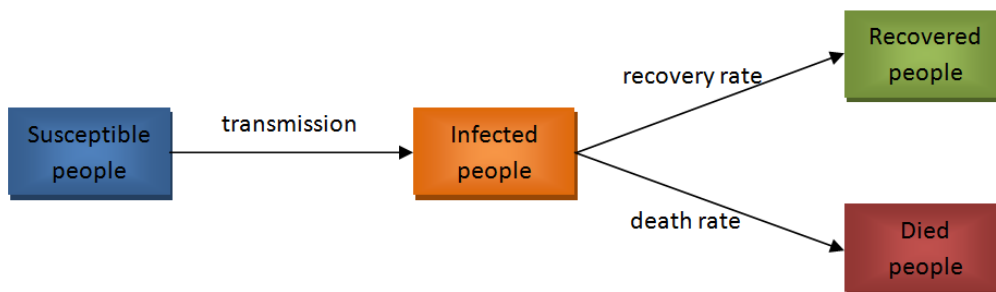 Susceptible
people
transmission
Infected
people
recovery rate
Recovered
people
death rate
Died
people